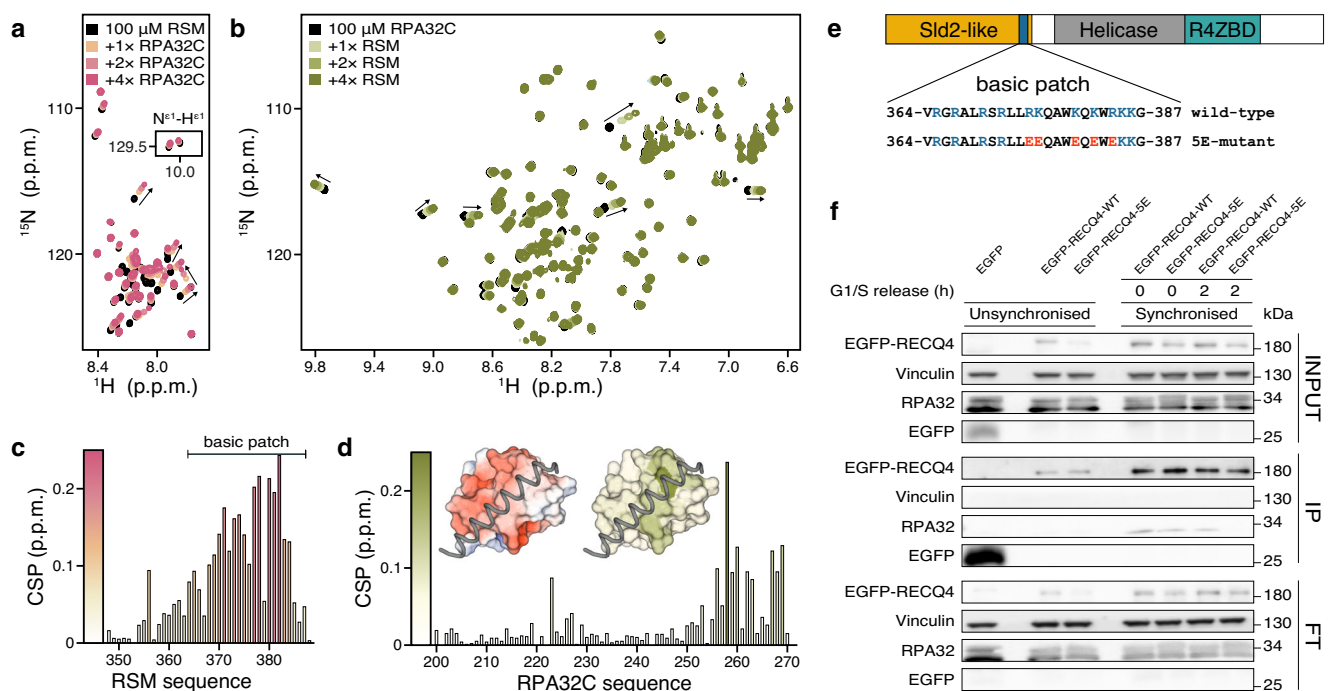 a
100 µM RSM
+1× RPA32C
+2× RPA32C
+4× RPA32C
110
120
¹⁵N (p.p.m.)
Nᵋ¹-Hᵋ¹
129.5
10.0
8.4
8.0
¹H (p.p.m.)
b
100 µM RPA32C
+1× RSM
+2× RSM
+4× RSM
110
120
¹⁵N (p.p.m.)
9.8
9.4
9.0
8.6
8.2
7.8
7.4
7.0
6.6
¹H (p.p.m.)
c
basic patch
0.2
0.1
0
CSP (p.p.m.)
350
360
370
380
RSM sequence
d
0.2
0.1
0
CSP (p.p.m.)
200
210
220
230
240
250
260
270
RPA32C sequence
e
Sld2-like
Helicase
R4ZBD
basic patch
364-VRGRALRSRLLRKQAWKQKWRKKG-387 wild-type
364-VRGRALRSRLLEEQAWEQEWEKKG-387 5E-mutant
f
EGFP
EGFP-RECQ4-WT
EGFP-RECQ4-5E
EGFP-RECQ4-WT
EGFP-RECQ4-5E
EGFP-RECQ4-WT
EGFP-RECQ4-5E
G1/S release (h)
0
0
2
2
Unsynchronised
Synchronised
kDa
EGFP-RECQ4
180
Vinculin
130
RPA32
34
EGFP
25
INPUT
EGFP-RECQ4
180
Vinculin
130
RPA32
34
EGFP
25
IP
EGFP-RECQ4
180
Vinculin
130
RPA32
34
EGFP
25
FT